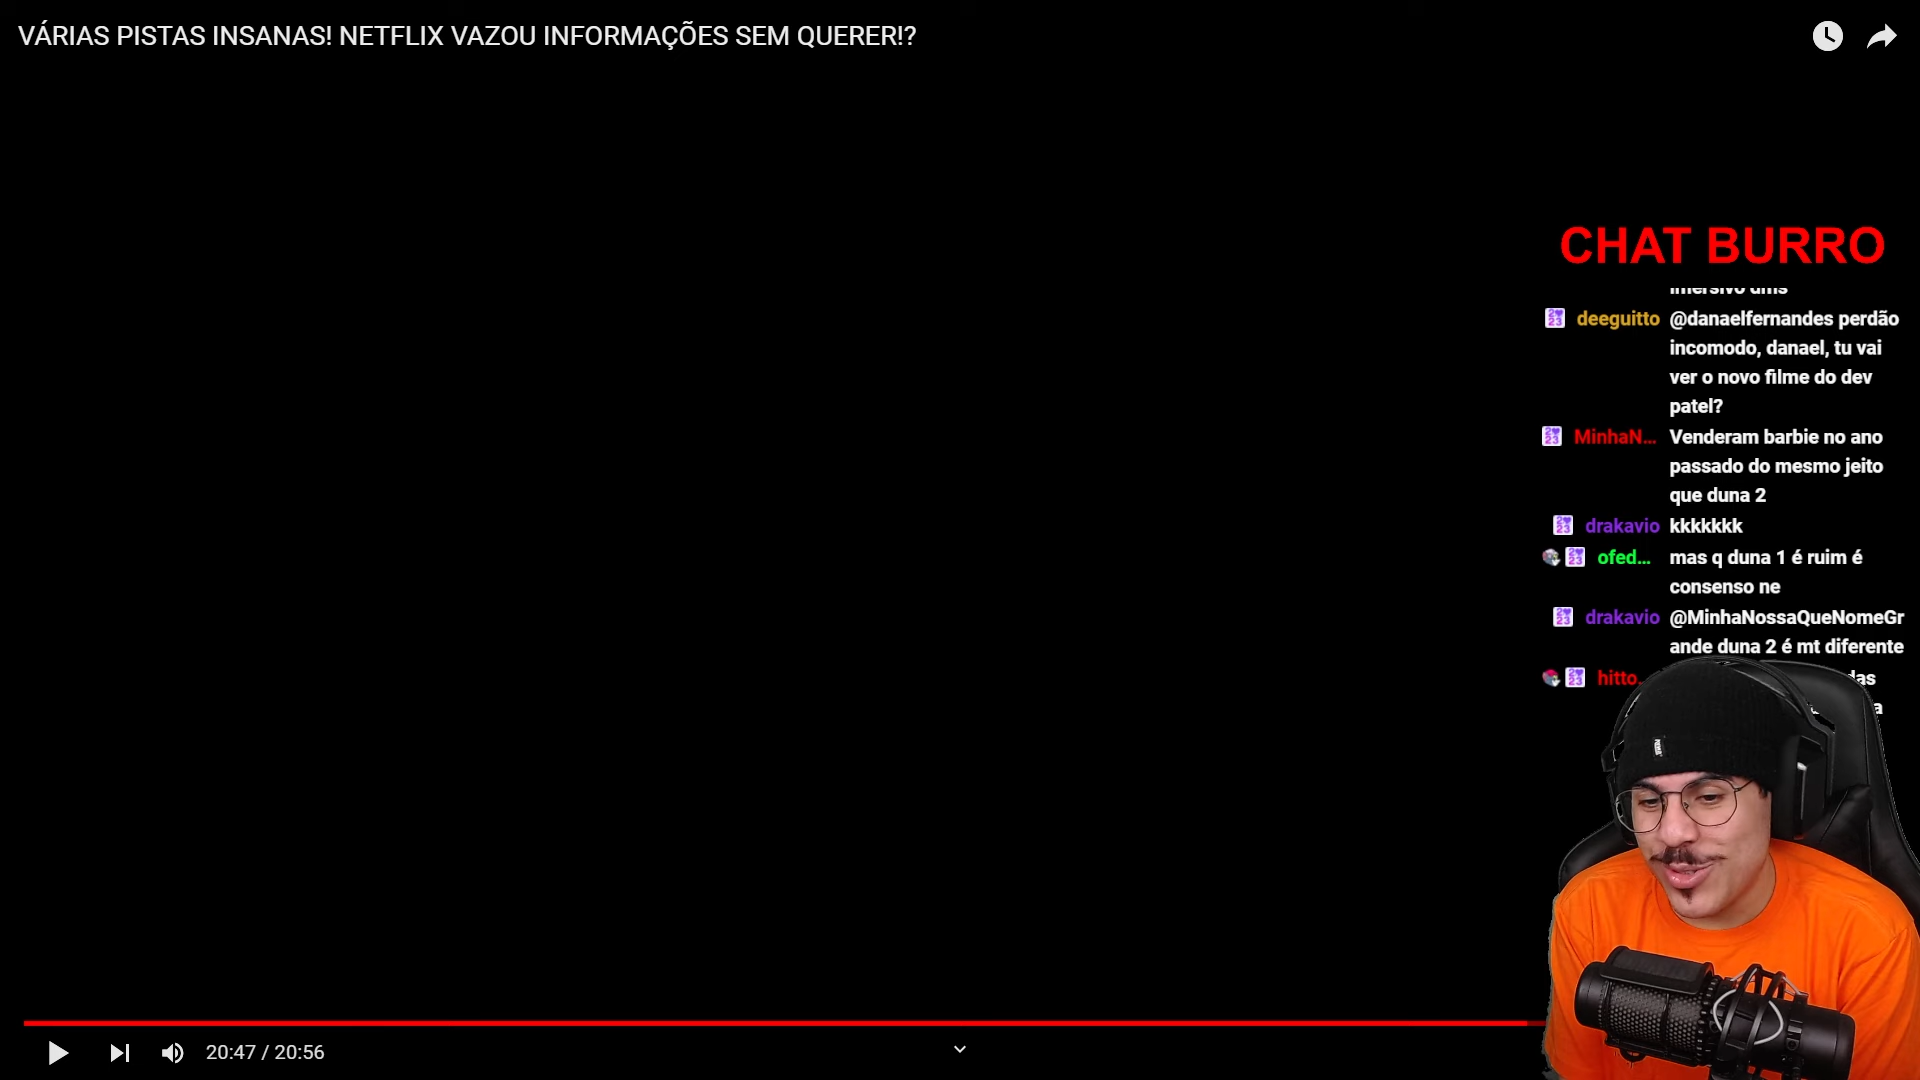 VÁRIAS PISTAS INSANAS! NETFLIX VAZOU INFORMAÇÕES SEM QUERER!?
CHAT BURRO
imersivo dms
deeguitto @danaelfernandes perdão
incomodo, danael, tu vai
ver o novo filme do dev
patel?
MinhaN... Venderam barbie no ano
passado do mesmo jeito
que duna 2
drakavio kkkkkkk
ofed... mas q duna 1 é ruim é
consenso ne
drakavio @MinhaNossaQueNomeGr
ande duna 2 é mt diferente
hitto...
20:47 / 20:56